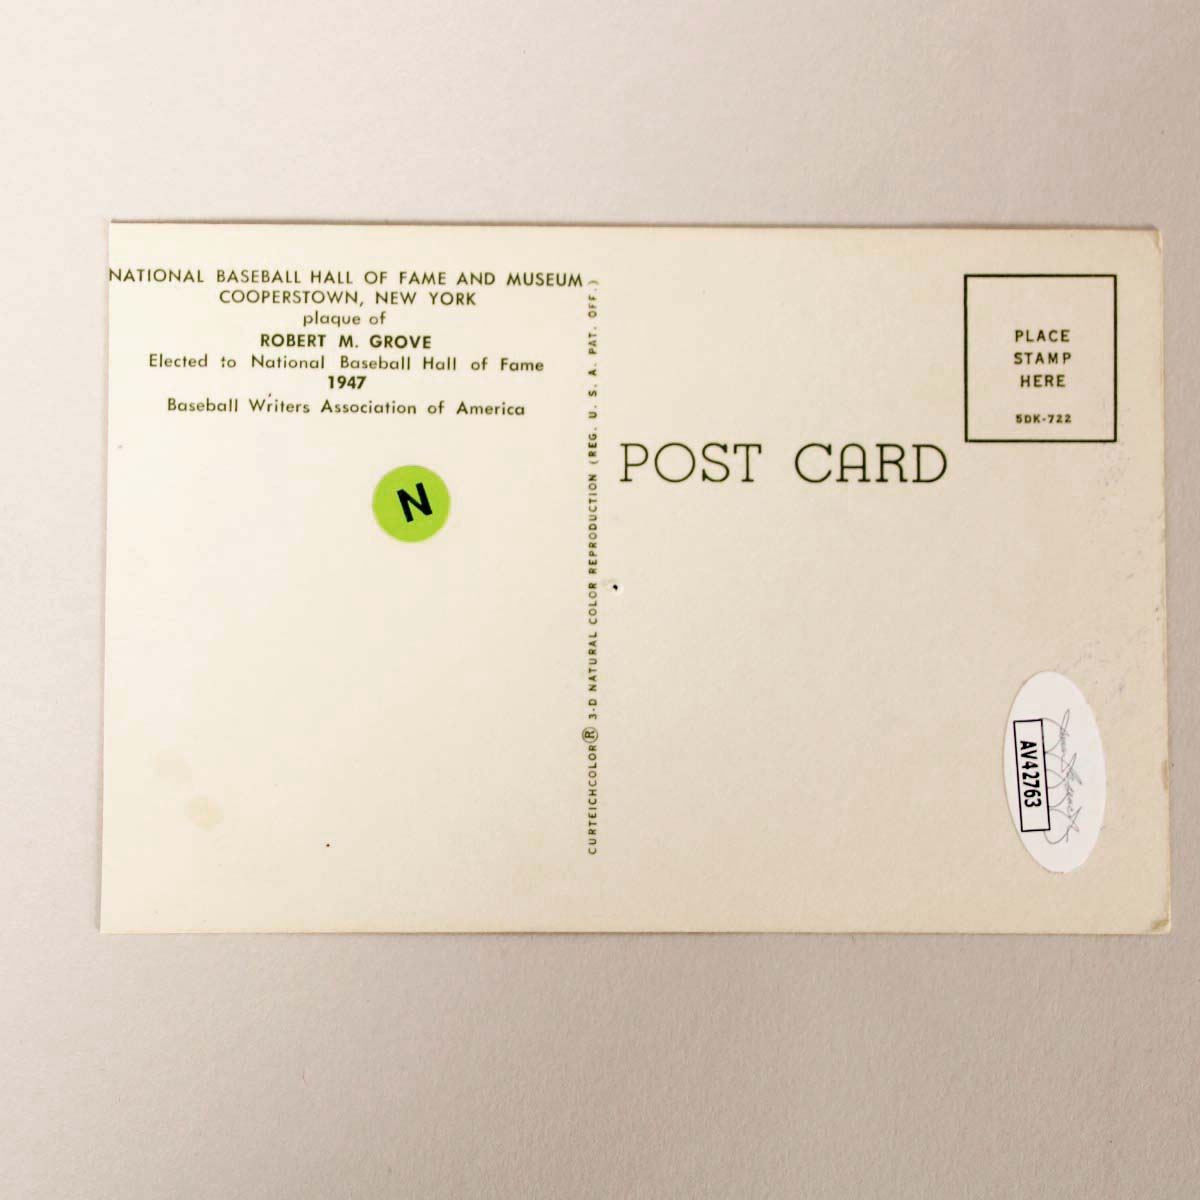 NATIONAL BASEBALL HALL OF FAME AND MUSEUM
COOPERSTOWN, NEW YORK
plaque of
ROBERT M. GROVE
Elected to National Baseball Hall of Fame
1947
Baseball Writers Association of America
N
CURTEICHCOLOR® 3-D NATURAL COLOR REPRODUCTION (REG. U. S. A. PAT. OFF.)
POST CARD
PLACE
STAMP
HERE
5DK-722
AV42763